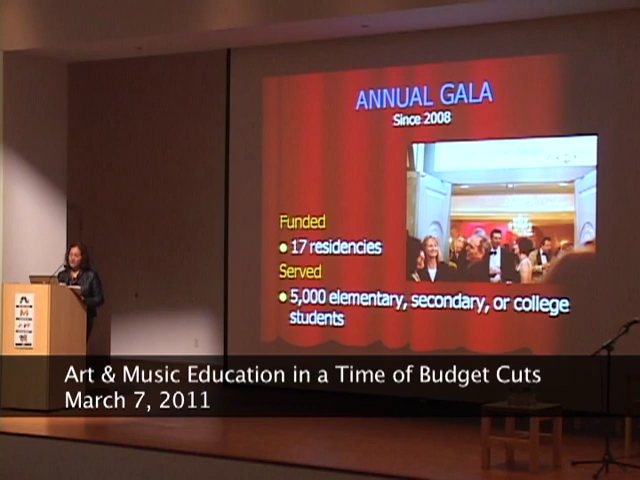 ANNUAL GALA
Since 2008
Funded
17 residencies
Served
5,000 elementary, secondary, or college
students
Art & Music Education in a Time of Budget Cuts
March 7, 2011